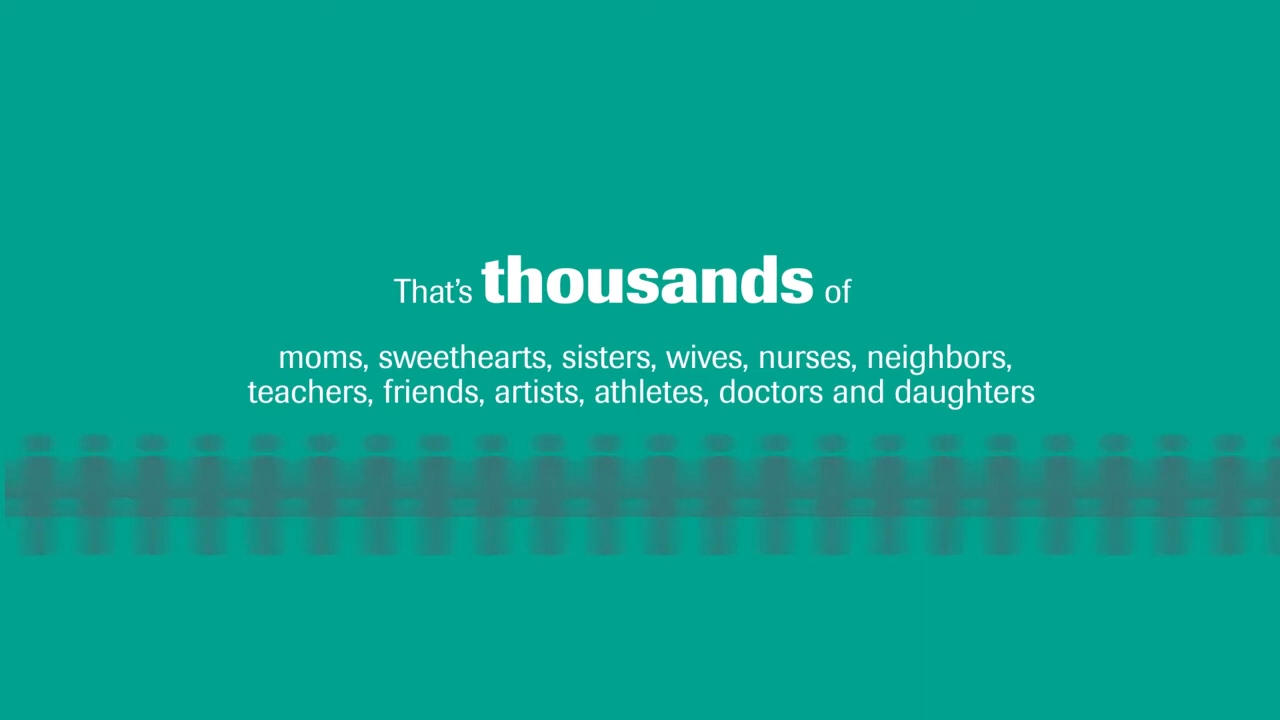 That's thousands of
moms, sweethearts, sisters, wives, nurses, neighbors,
teachers, friends, artists, athletes, doctors and daughters